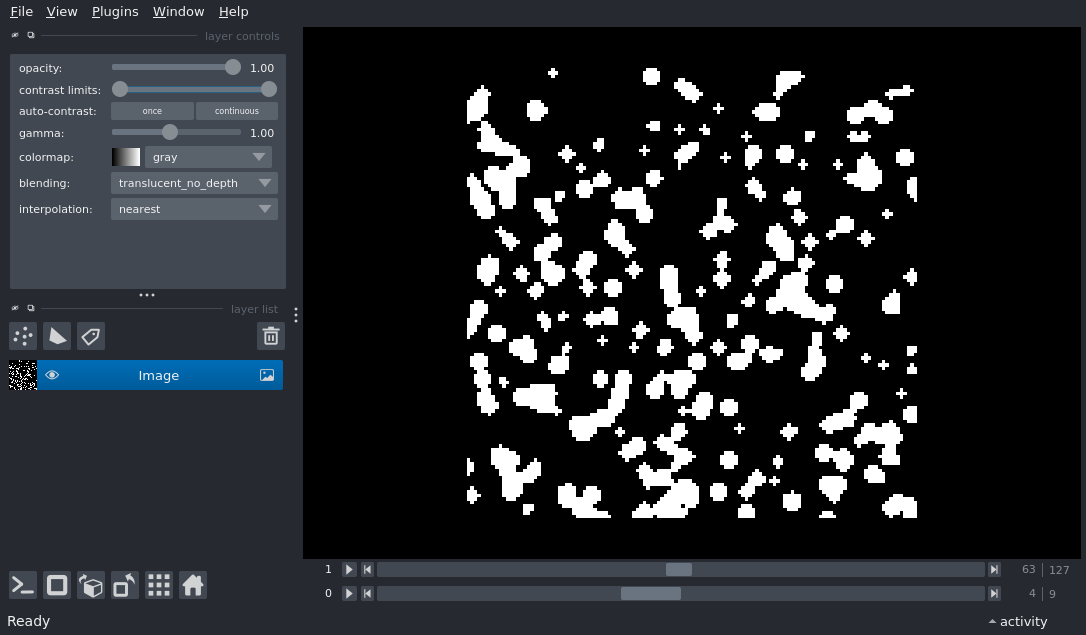 File View Plugins Window Help
layer controls
opacity: 1.00
contrast limits:
auto-contrast: once continuous
gamma: 1.00
colormap: gray
blending: translucent_no_depth
interpolation: nearest
layer list
Image
1 63 127
0 4 9
Ready activity